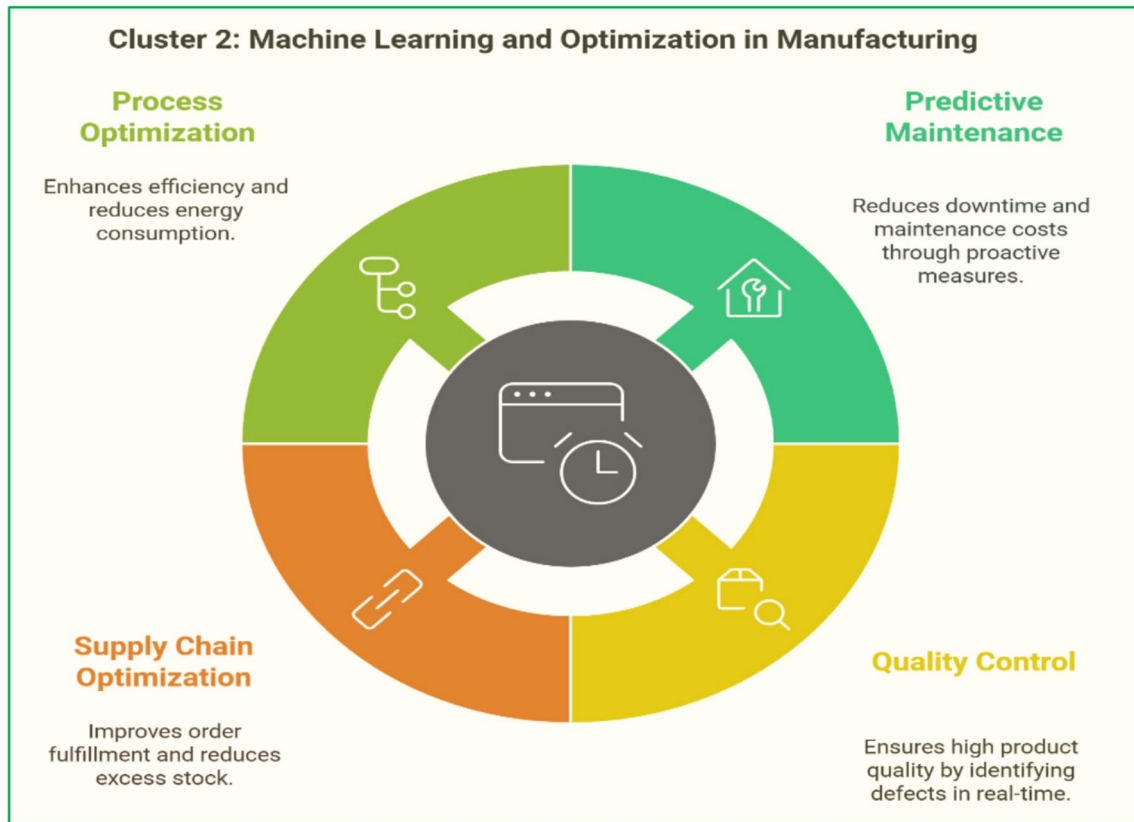 Cluster 2: Machine Learning and Optimization in Manufacturing
Process
Optimization
Enhances efficiency and
reduces energy
consumption.
Predictive
Maintenance
Reduces downtime and
maintenance costs
through proactive
measures.
Supply Chain
Optimization
Improves order
fulfillment and reduces
excess stock.
Quality Control
Ensures high product
quality by identifying
defects in real-time.